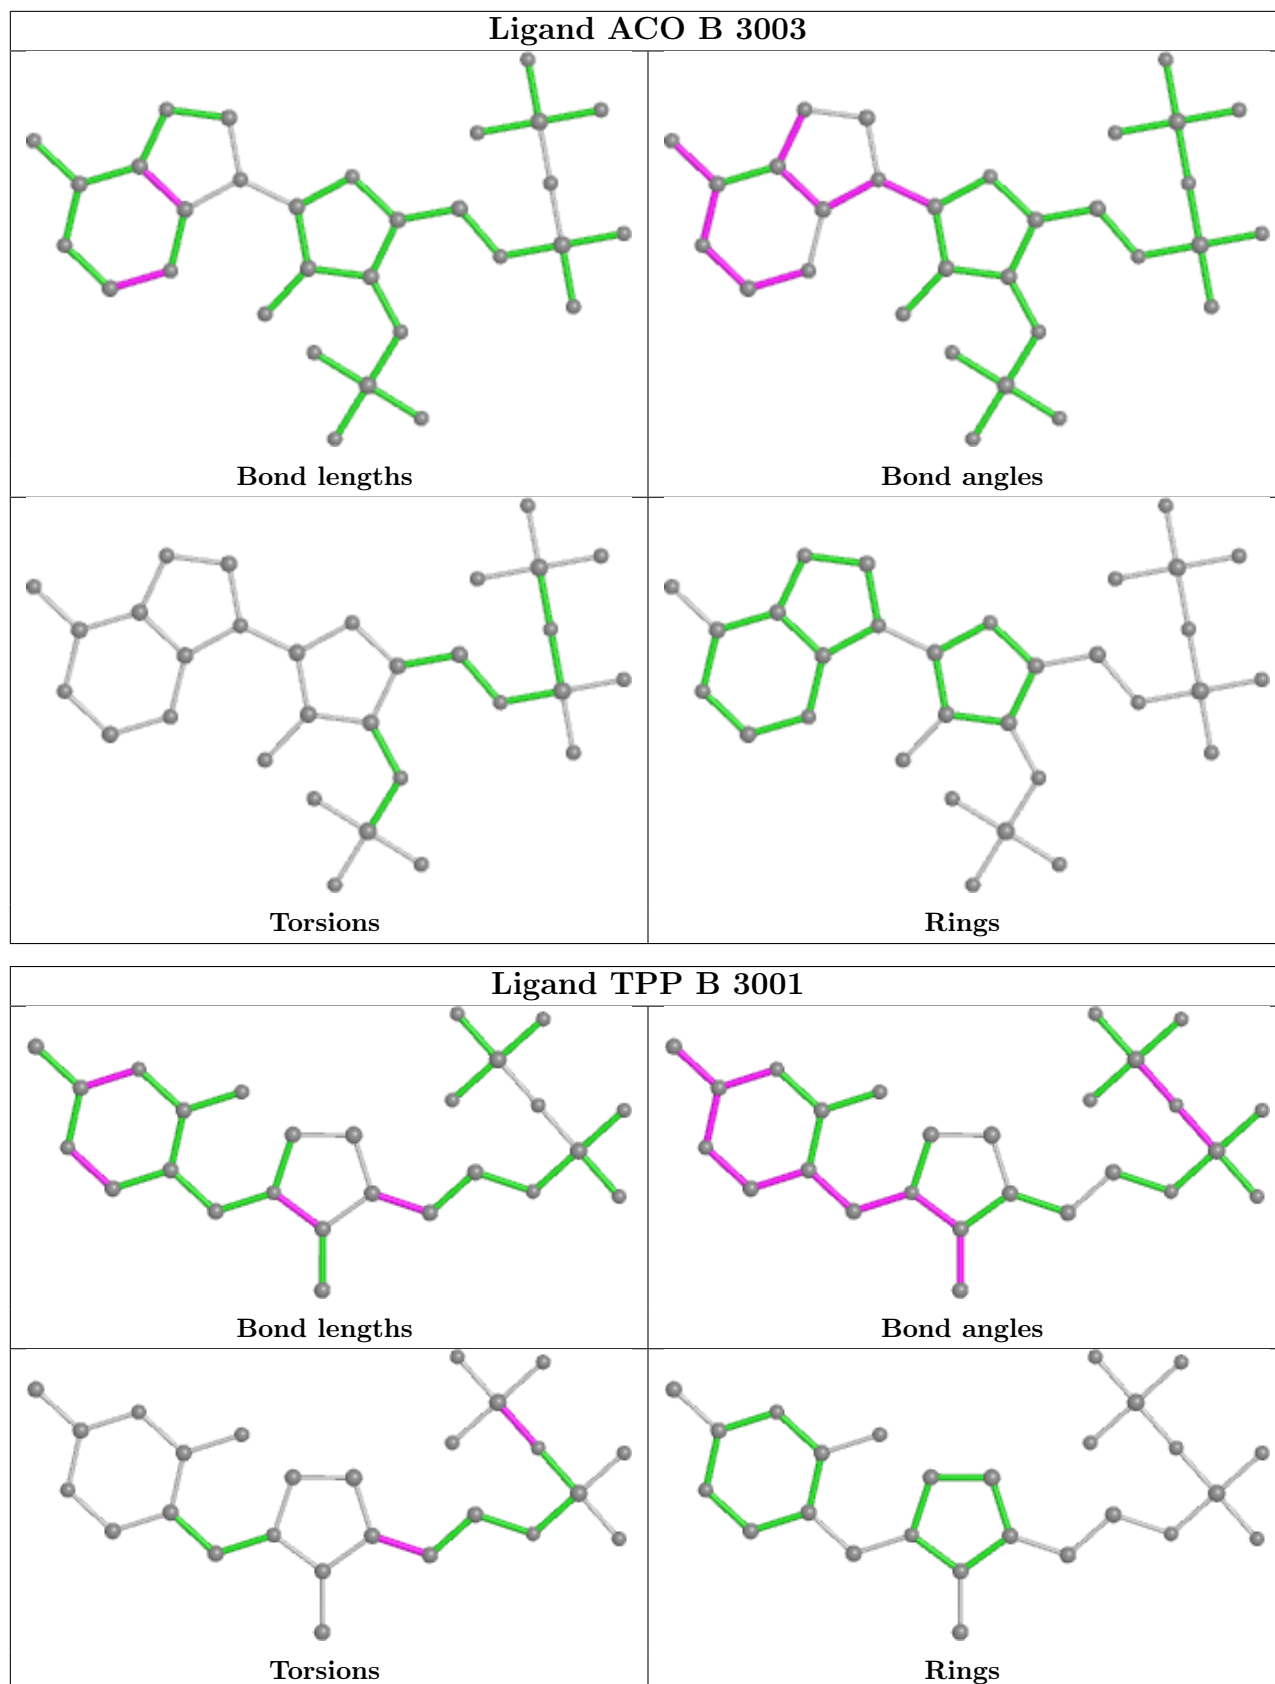 Ligand ACO B 3003
Bond lengths
Bond angles
Torsions
Rings
Ligand TPP B 3001
Bond lengths
Bond angles
Torsions
Rings